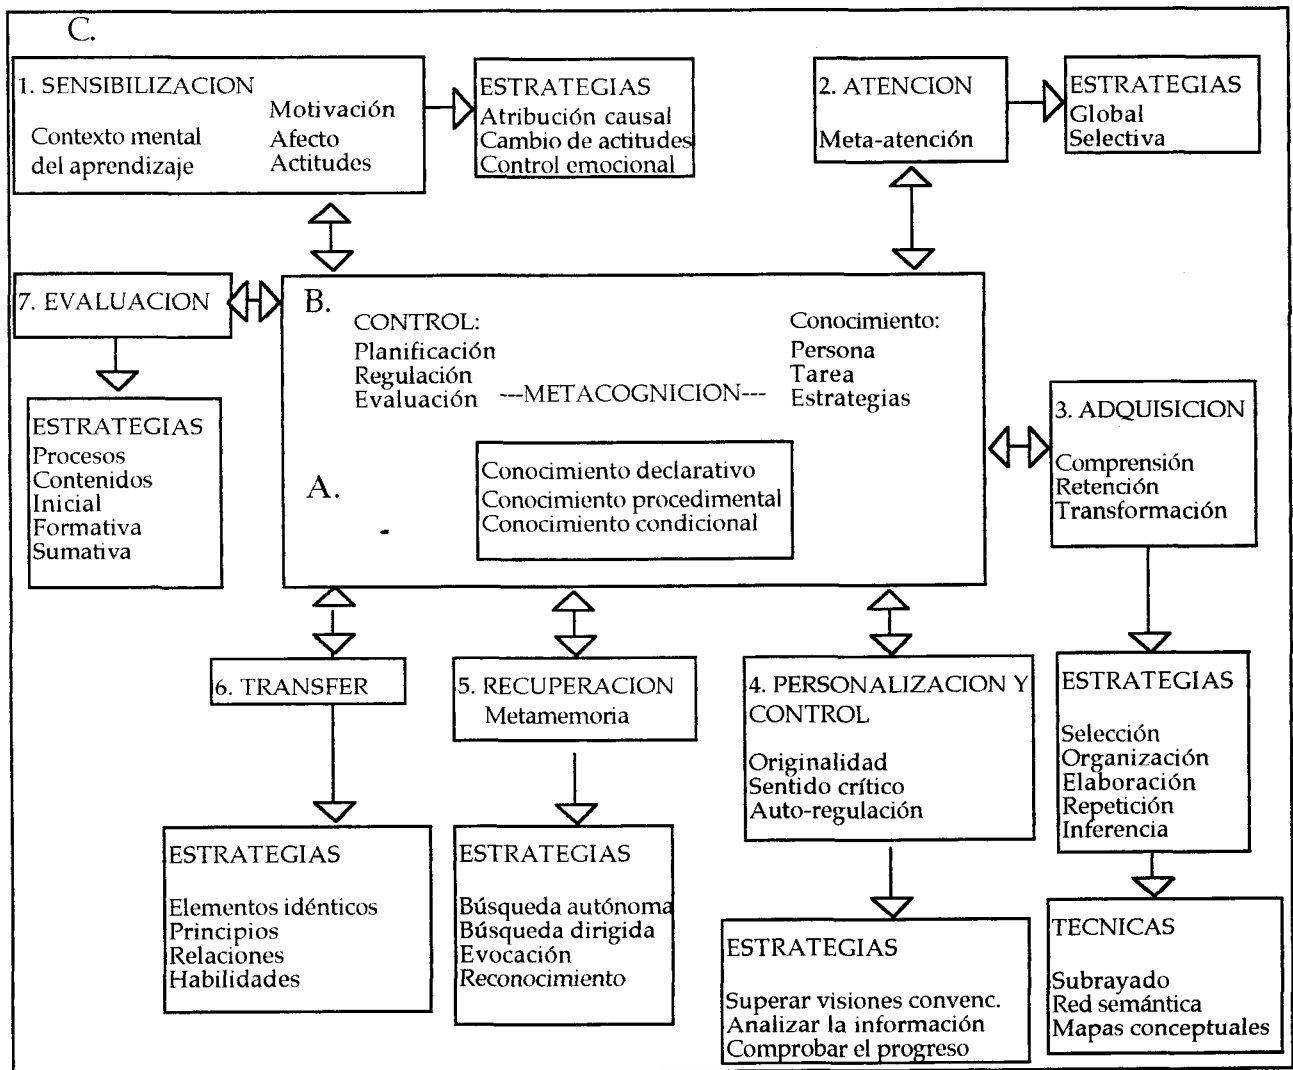 C.
1. SENSIBILIZACION
Contexto mental
del aprendizaje
Motivación
Afecto
Actitudes
ESTRATEGIAS
Atribución causal
Cambio de actitudes
Control emocional
2. ATENCION
Meta-atención
ESTRATEGIAS
Global
Selectiva
7. EVALUACION
ESTRATEGIAS
Procesos
Contenidos
Inicial
Formativa
Sumativa
B.
CONTROL:
Planificación
Regulación
Evaluación
---METACOGNICION---
Conocimiento:
Persona
Tarea
Estrategias
A.
Conocimiento declarativo
Conocimiento procedimental
Conocimiento condicional
3. ADQUISICION
Comprensión
Retención
Transformación
ESTRATEGIAS
Selección
Organización
Elaboración
Repetición
Inferencia
TECNICAS
Subrayado
Red semántica
Mapas conceptuales
4. PERSONALIZACION Y
CONTROL
Originalidad
Sentido crítico
Auto-regulación
ESTRATEGIAS
Superar visiones convenc.
Analizar la información
Comprobar el progreso
5. RECUPERACION
Metamemoria
ESTRATEGIAS
Búsqueda autónoma
Búsqueda dirigida
Evocación
Reconocimiento
6. TRANSFER
ESTRATEGIAS
Elementos idénticos
Principios
Relaciones
Habilidades